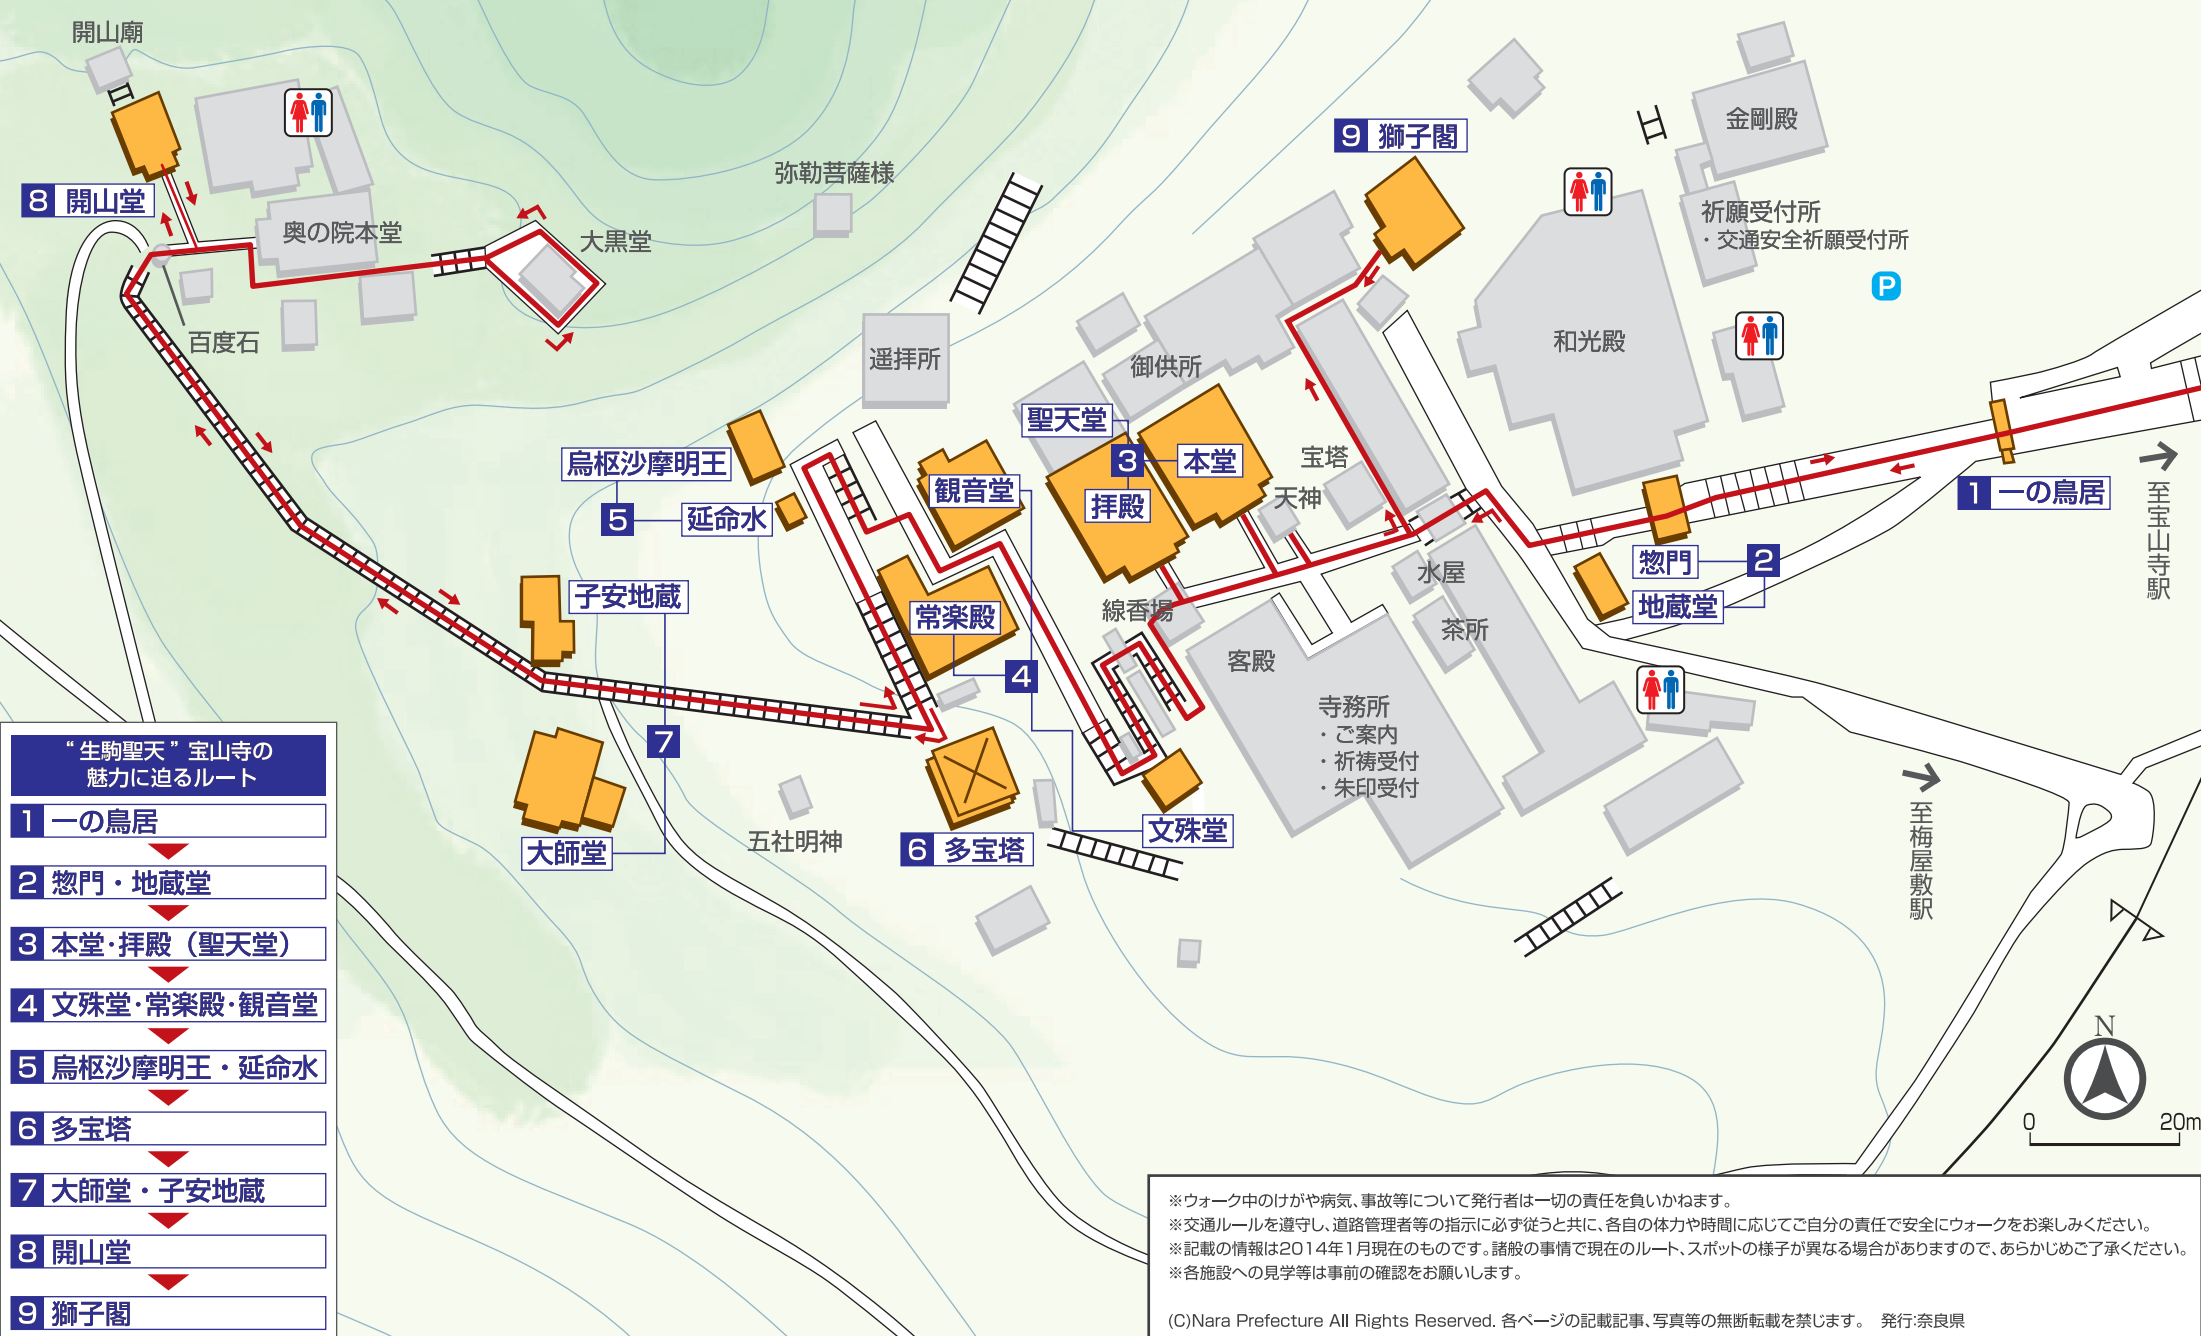 開山廟
8 開山堂
奥の院本堂
大黒堂
百度石
弥勒菩薩様
遥拝所
9 獅子閣
金剛殿
祈願受付所
・交通安全祈願受付所
P
和光殿
御供所
聖天堂
3
本堂
拝殿
宝塔
天神
烏枢沙摩明王
5
延命水
観音堂
1 一の鳥居
至宝山寺駅
惣門
2
地蔵堂
水屋
茶所
線香場
客殿
子安地蔵
常楽殿
4
7
寺務所
・ご案内
・祈祷受付
・朱印受付
大師堂
五社明神
6 多宝塔
文殊堂
至梅屋敷駅
N
0 20m
“生駒聖天”宝山寺の
魅力に迫るルート
1 一の鳥居
2 惣門・地蔵堂
3 本堂・拝殿（聖天堂）
4 文殊堂・常楽殿・観音堂
5 烏枢沙摩明王・延命水
6 多宝塔
7 大師堂・子安地蔵
8 開山堂
9 獅子閣
※ウォーク中のけがや病気、事故等について発行者は一切の責任を負いかねます。
※交通ルールを遵守し、道路管理者等の指示に必ず従うと共に、各自の体力や時間に応じてご自分の責任で安全にウォークをお楽しみください。
※記載の情報は2014年1月現在のものです。諸般の事情で現在のルート、スポットの様子が異なる場合がありますので、あらかじめご了承ください。
※各施設への見学等は事前の確認をお願いします。
(C)Nara Prefecture All Rights Reserved. 各ページの記載記事、写真等の無断転載を禁じます。 発行:奈良県